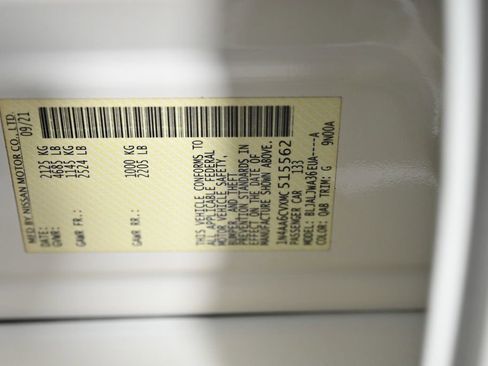 MFD BY NISSAN MOTOR CO., LTD
09/21
GVWR: 2125 KG
4685 LB
GAWR FR.: 1145 KG
2524 LB
GAWR RR.: 1000 KG
2205 LB
THIS VEHICLE CONFORMS TO
ALL APPLICABLE FEDERAL
MOTOR VEHICLE SAFETY,
BUMPER, AND THEFT
PREVENTION STANDARDS IN
EFFECT ON THE DATE OF
MANUFACTURE SHOWN ABOVE.
1N4AA6CVXMC515562
PASSENGER CAR 133
MODEL: BLJALJWA36EUA----A
COLOR: QAB TRIM: G 9N00A